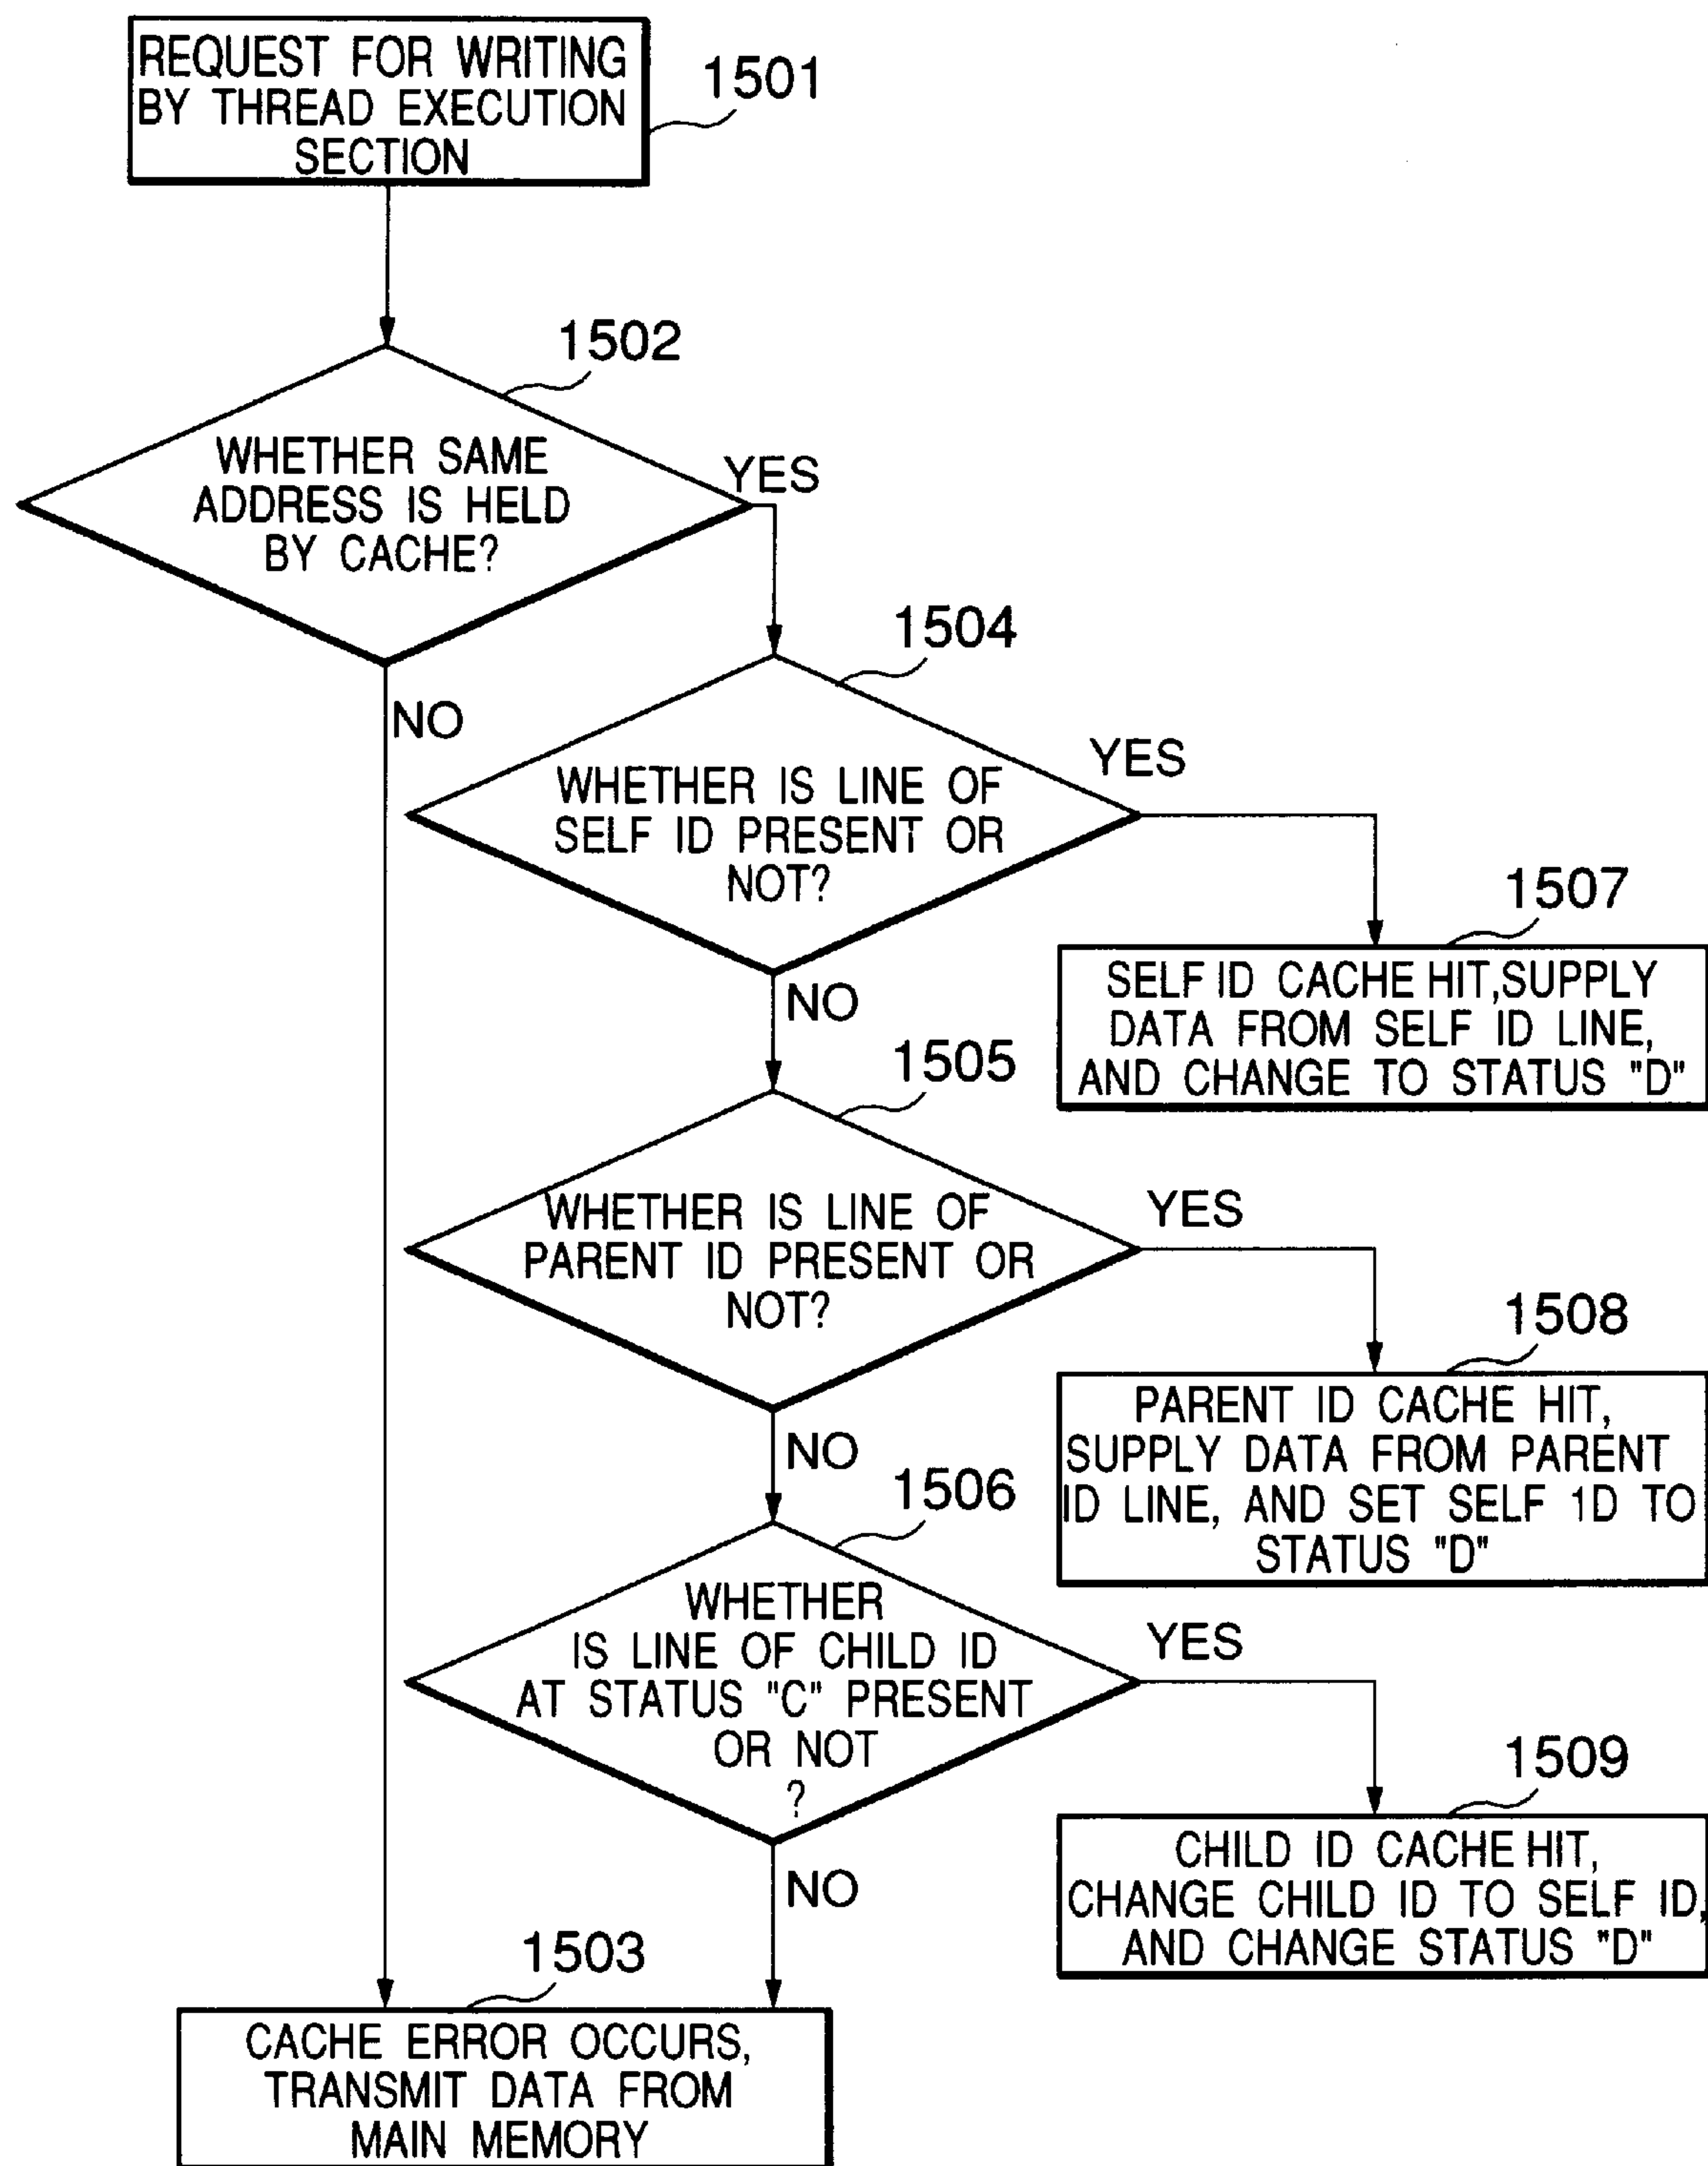 REQUEST FOR WRITING
BY THREAD EXECUTION
SECTION
1501
1502
WHETHER SAME
ADDRESS IS HELD
BY CACHE?
YES
NO
1504
WHETHER IS LINE OF
SELF ID PRESENT OR
NOT?
YES
NO
1507
SELF ID CACHE HIT,SUPPLY
DATA FROM SELF ID LINE,
AND CHANGE TO STATUS "D"
1505
WHETHER IS LINE OF
PARENT ID PRESENT OR
NOT?
YES
NO
1508
PARENT ID CACHE HIT,
SUPPLY DATA FROM PARENT
ID LINE, AND SET SELF 1D TO
STATUS "D"
1506
WHETHER
IS LINE OF CHILD ID
AT STATUS "C" PRESENT
OR NOT
?
YES
NO
1509
CHILD ID CACHE HIT,
CHANGE CHILD ID TO SELF ID,
AND CHANGE STATUS "D"
1503
CACHE ERROR OCCURS,
TRANSMIT DATA FROM
MAIN MEMORY